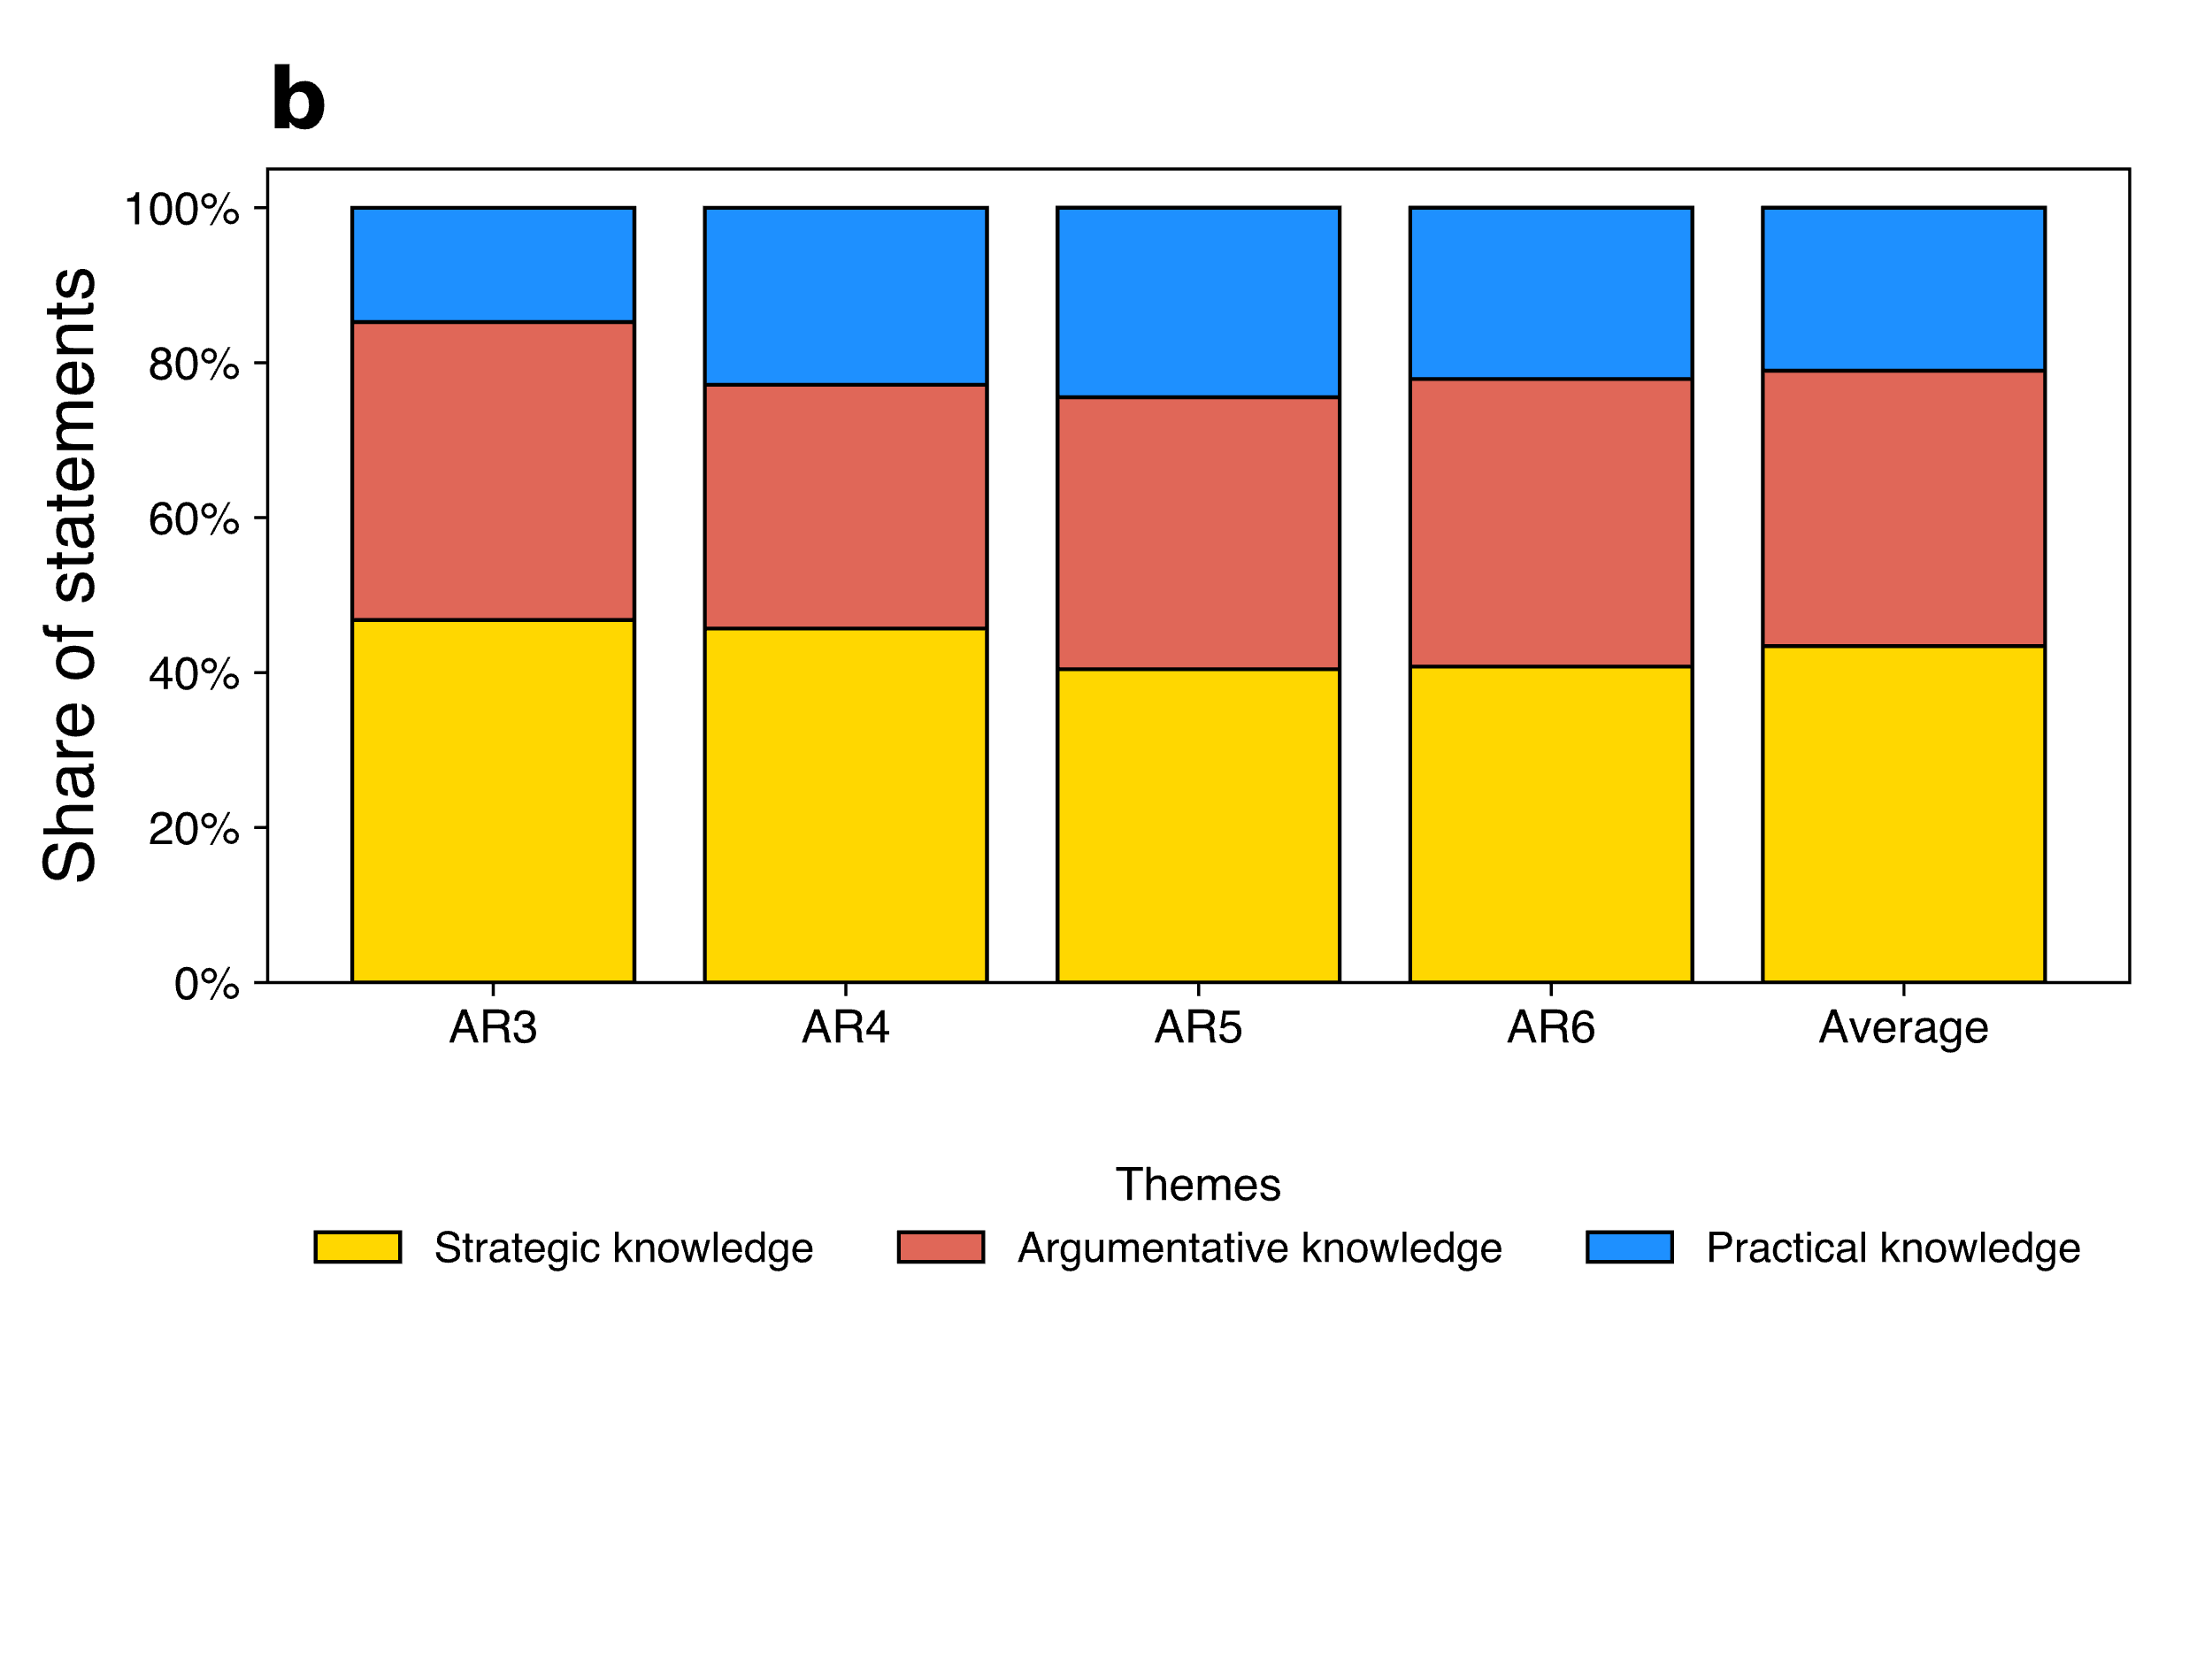 b
Share of statements
100%
80%
60%
40%
20%
0%
AR3 AR4 AR5 AR6 Average
Themes
Strategic knowledge Argumentative knowledge Practical knowledge